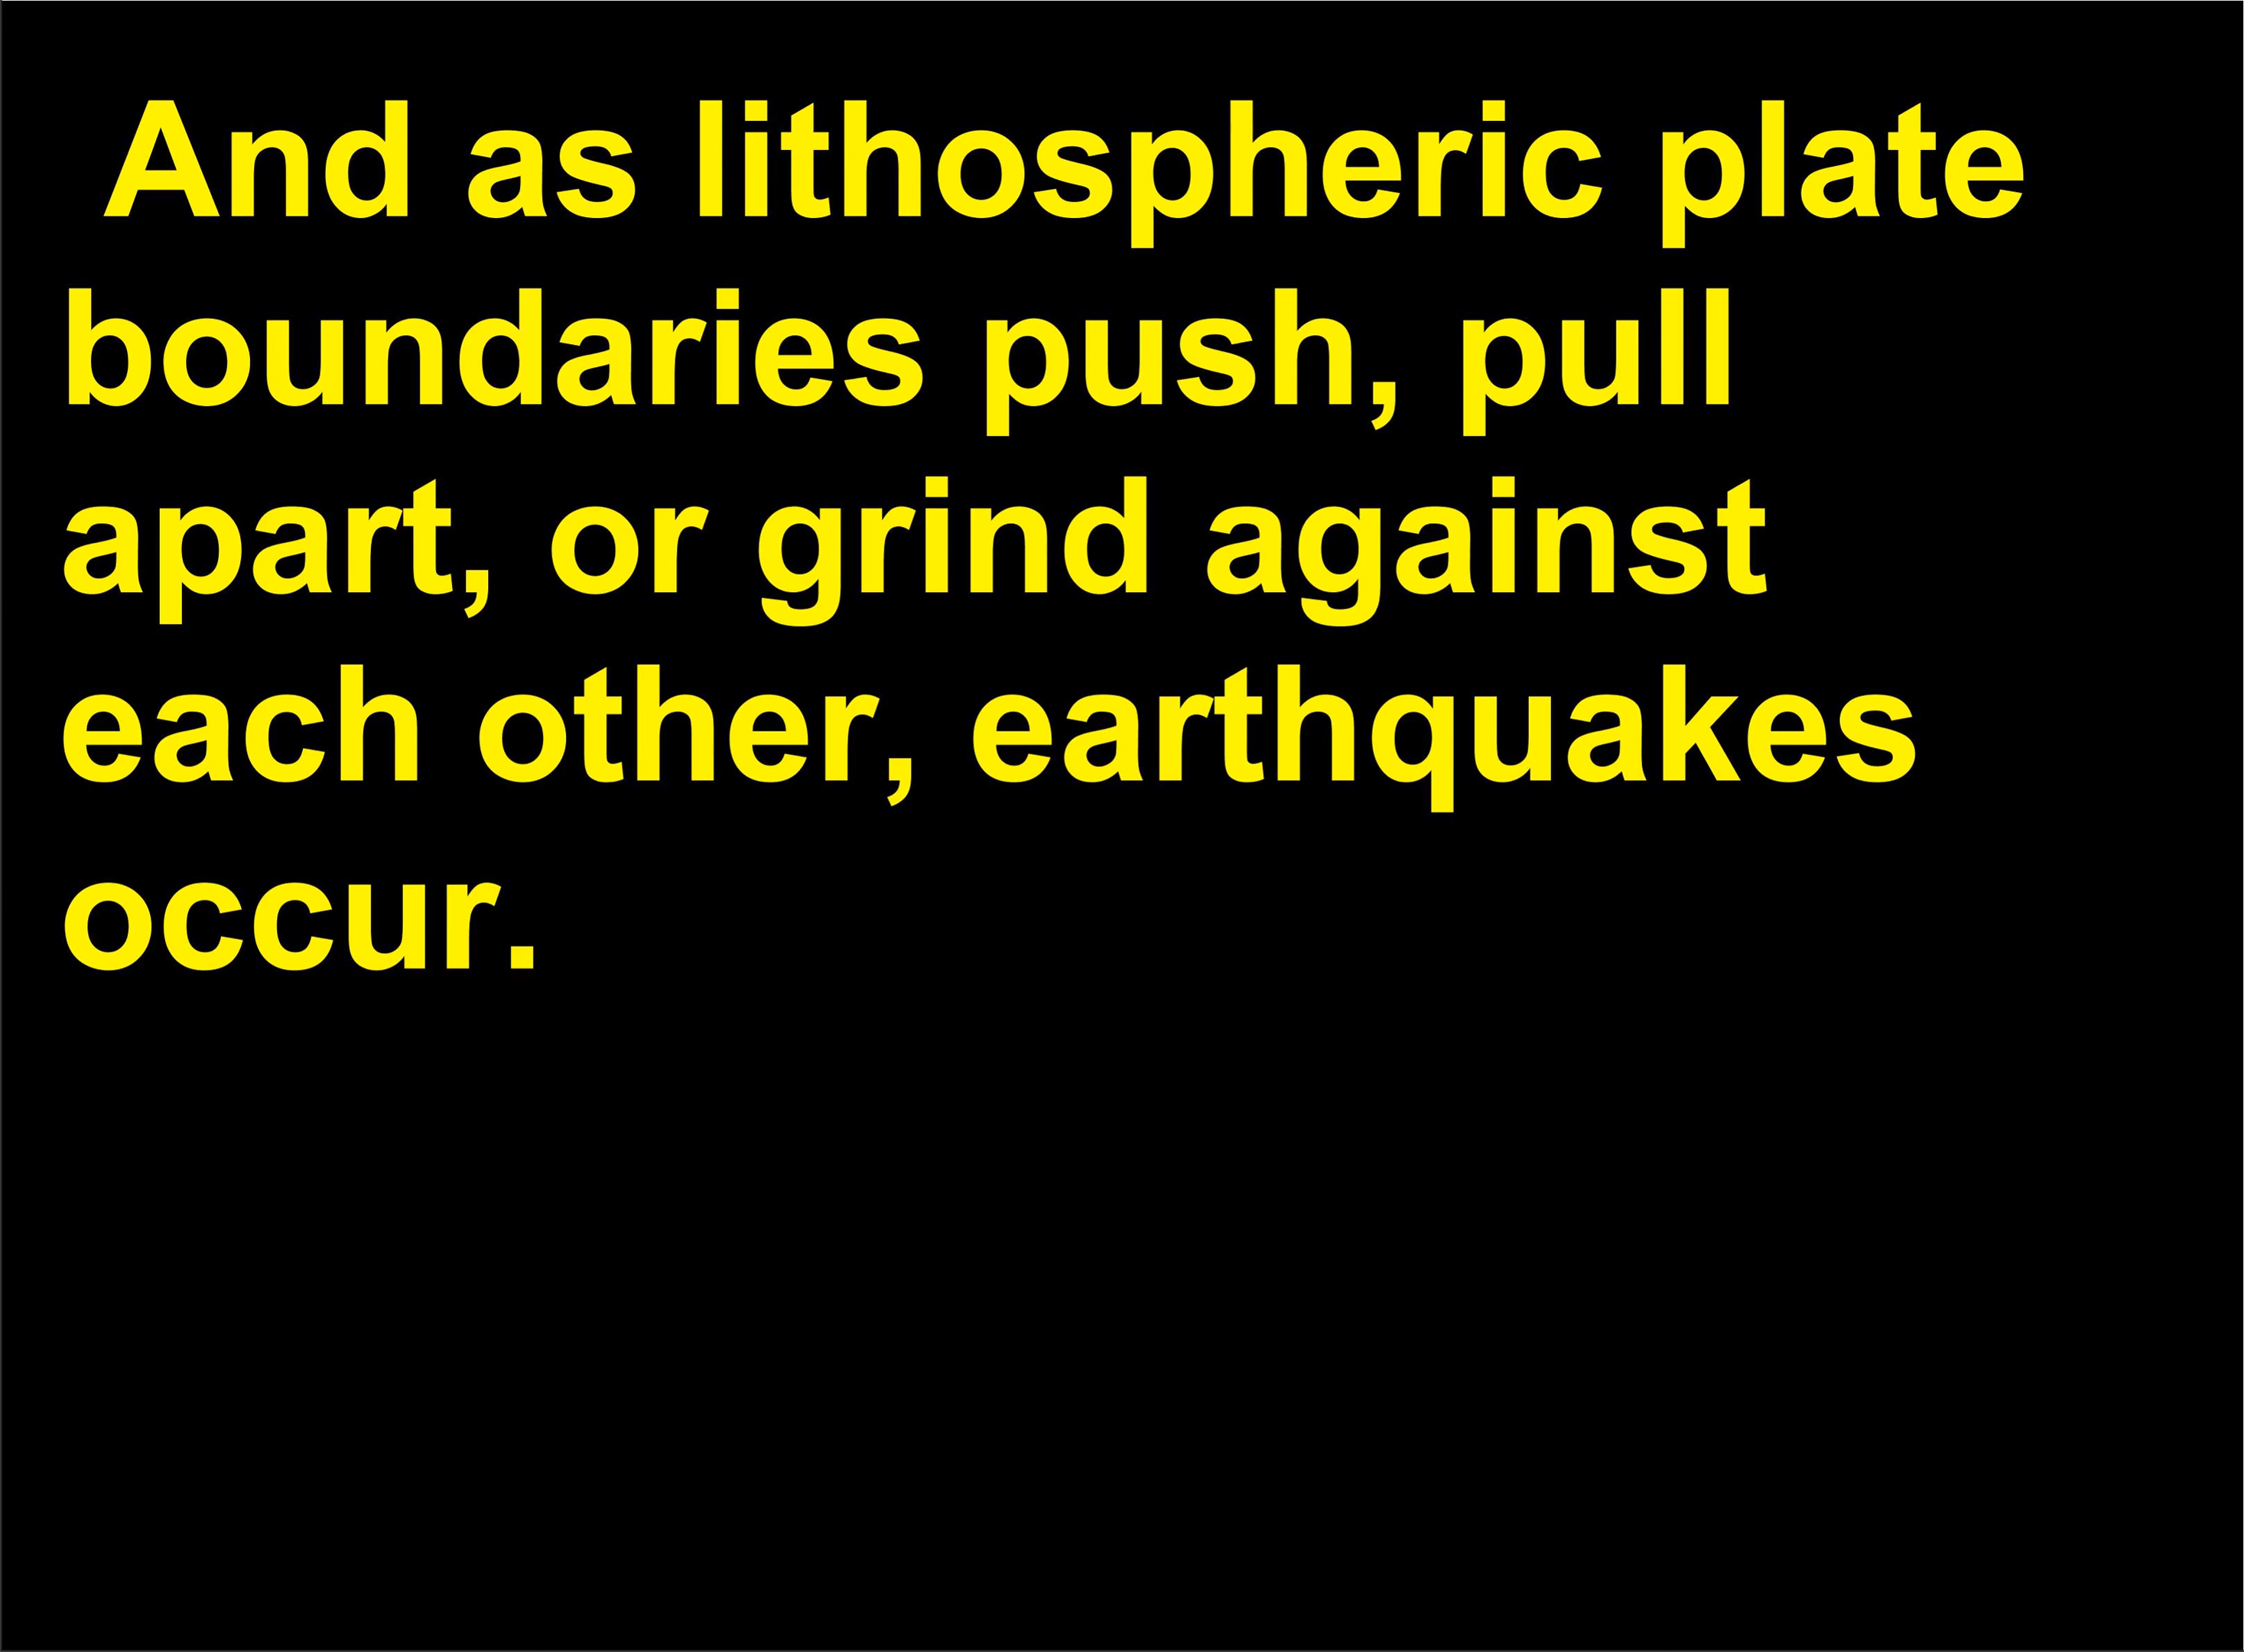 And as lithospheric plate
boundaries push, pull
apart, or grind against
each other, earthquakes
occur.